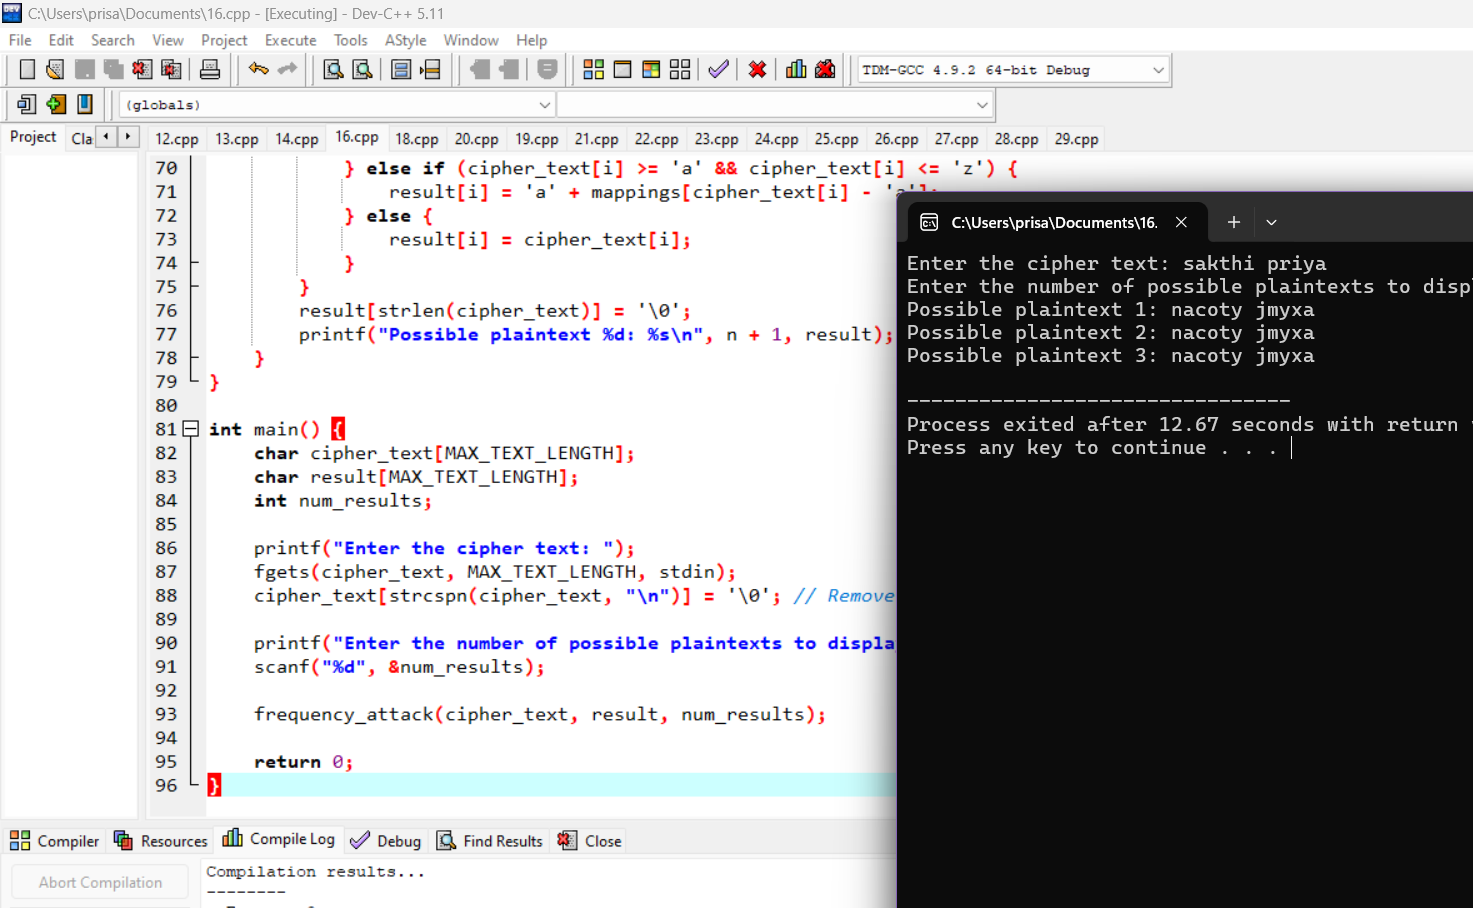 C:\Users\prisa\Documents\16.cpp - [Executing] - Dev-C++ 5.11
File Edit Search View Project Execute Tools AStyle Window Help
TDM-GCC 4.9.2 64-bit Debug
(globals)
Project Cla 12.cpp 13.cpp 14.cpp 16.cpp 18.cpp 20.cpp 19.cpp 21.cpp 22.cpp 23.cpp 24.cpp 25.cpp 26.cpp 27.cpp 28.cpp 29.cpp
70 } else if (cipher_text[i] >= 'a' && cipher_text[i] <= 'z') {
71 result[i] = 'a' + mappings[cipher_text[i] - 'a'];
72 } else {
73 result[i] = cipher_text[i];
74 }
75 }
76 result[strlen(cipher_text)] = '\0';
77 printf("Possible plaintext %d: %s\n", n + 1, result);
78 }
79 }
80
81 int main() {
82 char cipher_text[MAX_TEXT_LENGTH];
83 char result[MAX_TEXT_LENGTH];
84 int num_results;
85
86 printf("Enter the cipher text: ");
87 fgets(cipher_text, MAX_TEXT_LENGTH, stdin);
88 cipher_text[strcspn(cipher_text, "\n")] = '\0'; // Remove
89
90 printf("Enter the number of possible plaintexts to displa
91 scanf("%d", &num_results);
92
93 frequency_attack(cipher_text, result, num_results);
94
95 return 0;
96 }
C:\Users\prisa\Documents\16.
Enter the cipher text: sakthi priya
Enter the number of possible plaintexts to disp
Possible plaintext 1: nacoty jmyxa
Possible plaintext 2: nacoty jmyxa
Possible plaintext 3: nacoty jmyxa
--------------------------------
Process exited after 12.67 seconds with return
Press any key to continue . . .
Compiler Resources Compile Log Debug Find Results Close
Abort Compilation
Compilation results...
--------